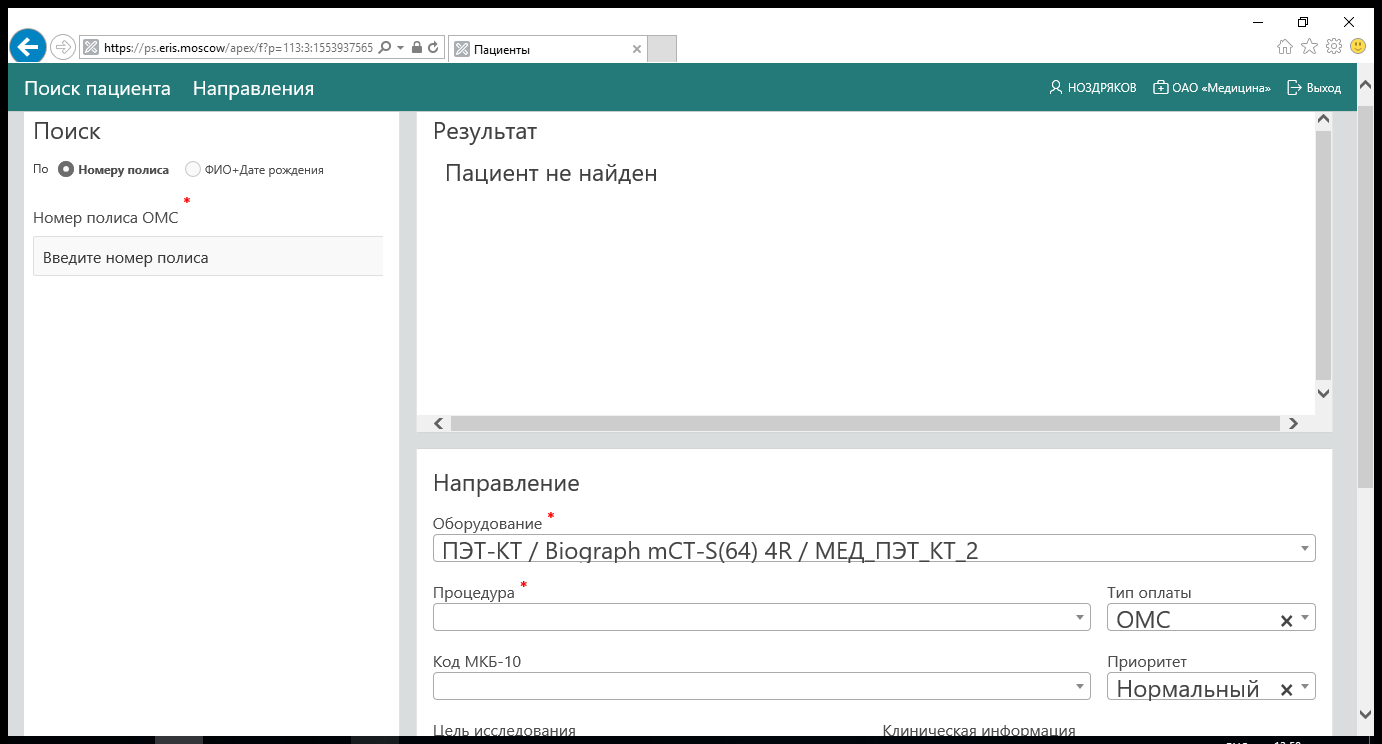 https://ps.eris.moscow/apex/f?p=113:3:1553937565
Пациенты
Поиск пациента
Направления
НОЗДРЯКОВ
ОАО «Медицина»
Выход
Поиск
По Номеру полиса ФИО+Дате рождения
Номер полиса ОМС *
Введите номер полиса
Результат
Пациент не найден
Направление
Оборудование *
ПЭТ-КТ / Biograph mCT-S(64) 4R / МЕД_ПЭТ_КТ_2
Процедура *
Тип оплаты
ОМС
Код МКБ-10
Приоритет
Нормальный
Цель исследования
Клиническая информация